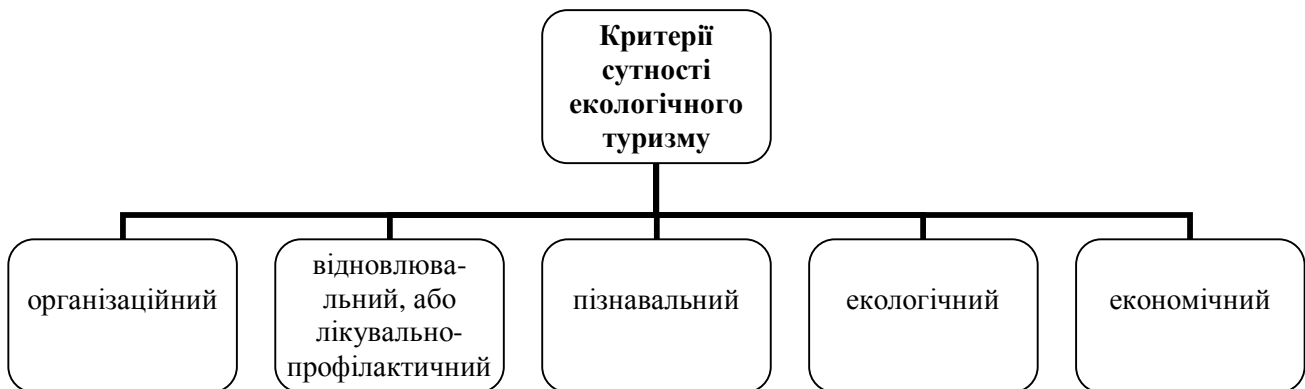 Критерії
сутності
екологічного
туризму
організаційний
відновлюва-
льний, або
лікувально-
профілактичний
пізнавальний
екологічний
економічний